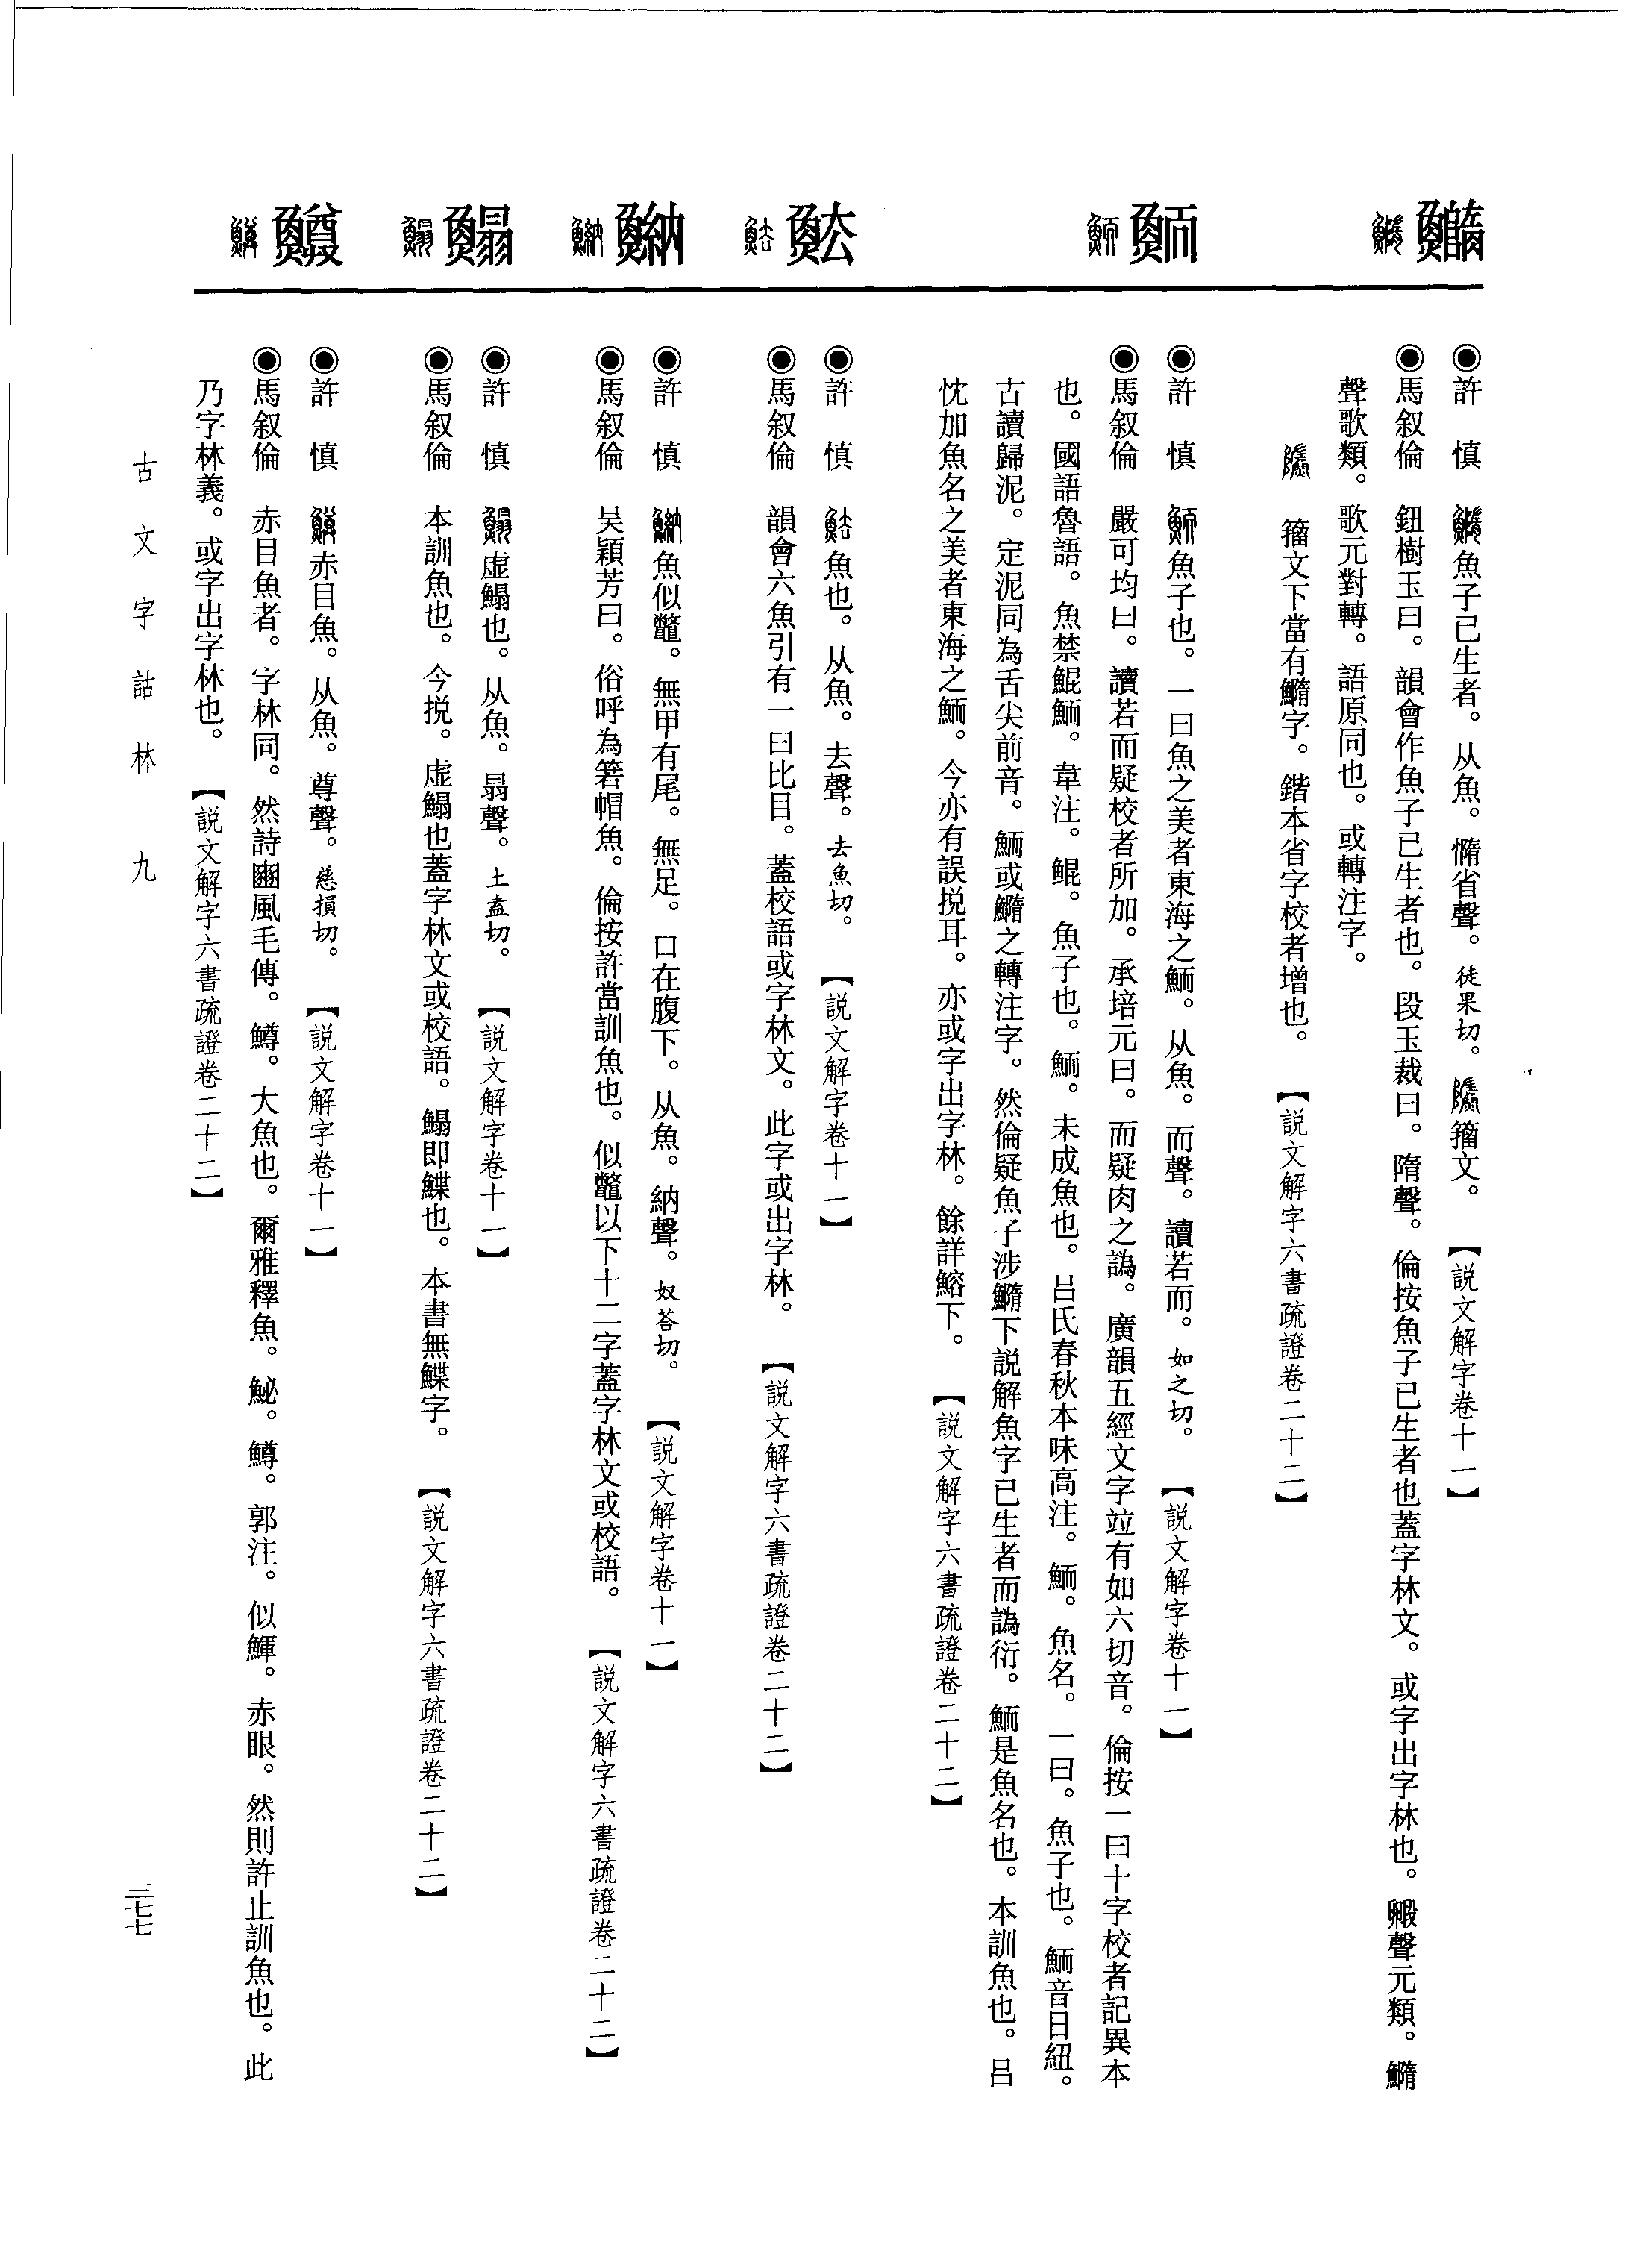 鱦
◉許　慎　魚子已生者。从魚。憜省聲。徒果切。籀文。【説文解字卷十一】
◉馬叙倫　鈕樹玉曰。韻會作魚子已生者也。段玉裁曰。隋聲。倫按魚子已生者也蓋字林文。或字出字林也。聲元類。鱅
聲歌類。歌元對轉。語原同也。或轉注字。
籀文下當有字。鍇本省字校者增也。【説文解字六書疏證卷二十二】
鮞
◉許　慎　魚子也。一曰魚之美者東海之鮞。从魚。而聲。讀若而。如之切。【説文解字卷十一】
◉馬叙倫　嚴可均曰。讀若而疑校者所加。承培元曰。而疑肉之譌。廣韻五經文字竝有如六切音。倫按一曰十字校者記異本
也。國語魯語。魚禁鯤鮞。韋注。鯤。魚子也。鮞。未成魚也。吕氏春秋本味高注。鮞。魚名。一曰。魚子也。鮞音日紐。
古讀歸泥。定泥同為舌尖前音。鮞或之轉注字。然倫疑魚子涉下説解魚字已生者而譌衍。鮞是魚名也。本訓魚也。吕
忱加魚名之美者東海之鮞。今亦有誤捝耳。亦或字出字林。餘詳鰫下。【説文解字六書疏證卷二十二】
魼
◉許　慎　魚也。从魚。去聲。去魚切。【説文解字卷十一】
◉馬叙倫　韻會六魚引有一曰比目。蓋校語或字林文。此字或出字林。【説文解字六書疏證卷二十二】
魶
◉許　慎　魚似鼈。無甲有尾。無足。口在腹下。从魚。納聲。奴荅切。【説文解字卷十一】
◉馬叙倫　吴穎芳曰。俗呼為箬帽魚。倫按許當訓魚也。似鼈以下十二字蓋字林文或校語。【説文解字六書疏證卷二十二】
鰨
◉許　慎　虚鰨也。从魚。弱聲。土盍切。【説文解字卷十一】
◉馬叙倫　本訓魚也。今捝。虚鰨也蓋字林文或校語。鰨即鰈也。本書無鰈字。【説文解字六書疏證卷二十二】
鱒
◉許　慎　赤目魚。从魚。尊聲。慈損切。【説文解字卷十一】
◉馬叙倫　赤目魚者。字林同。然詩豳風毛傳。鱒。大魚也。爾雅釋魚。鮅。鱒。郭注。似鯶。赤眼。然則許止訓魚也。此
乃字林義。或字出字林也。【説文解字六書疏證卷二十二】
古文字詁林　九
三七七